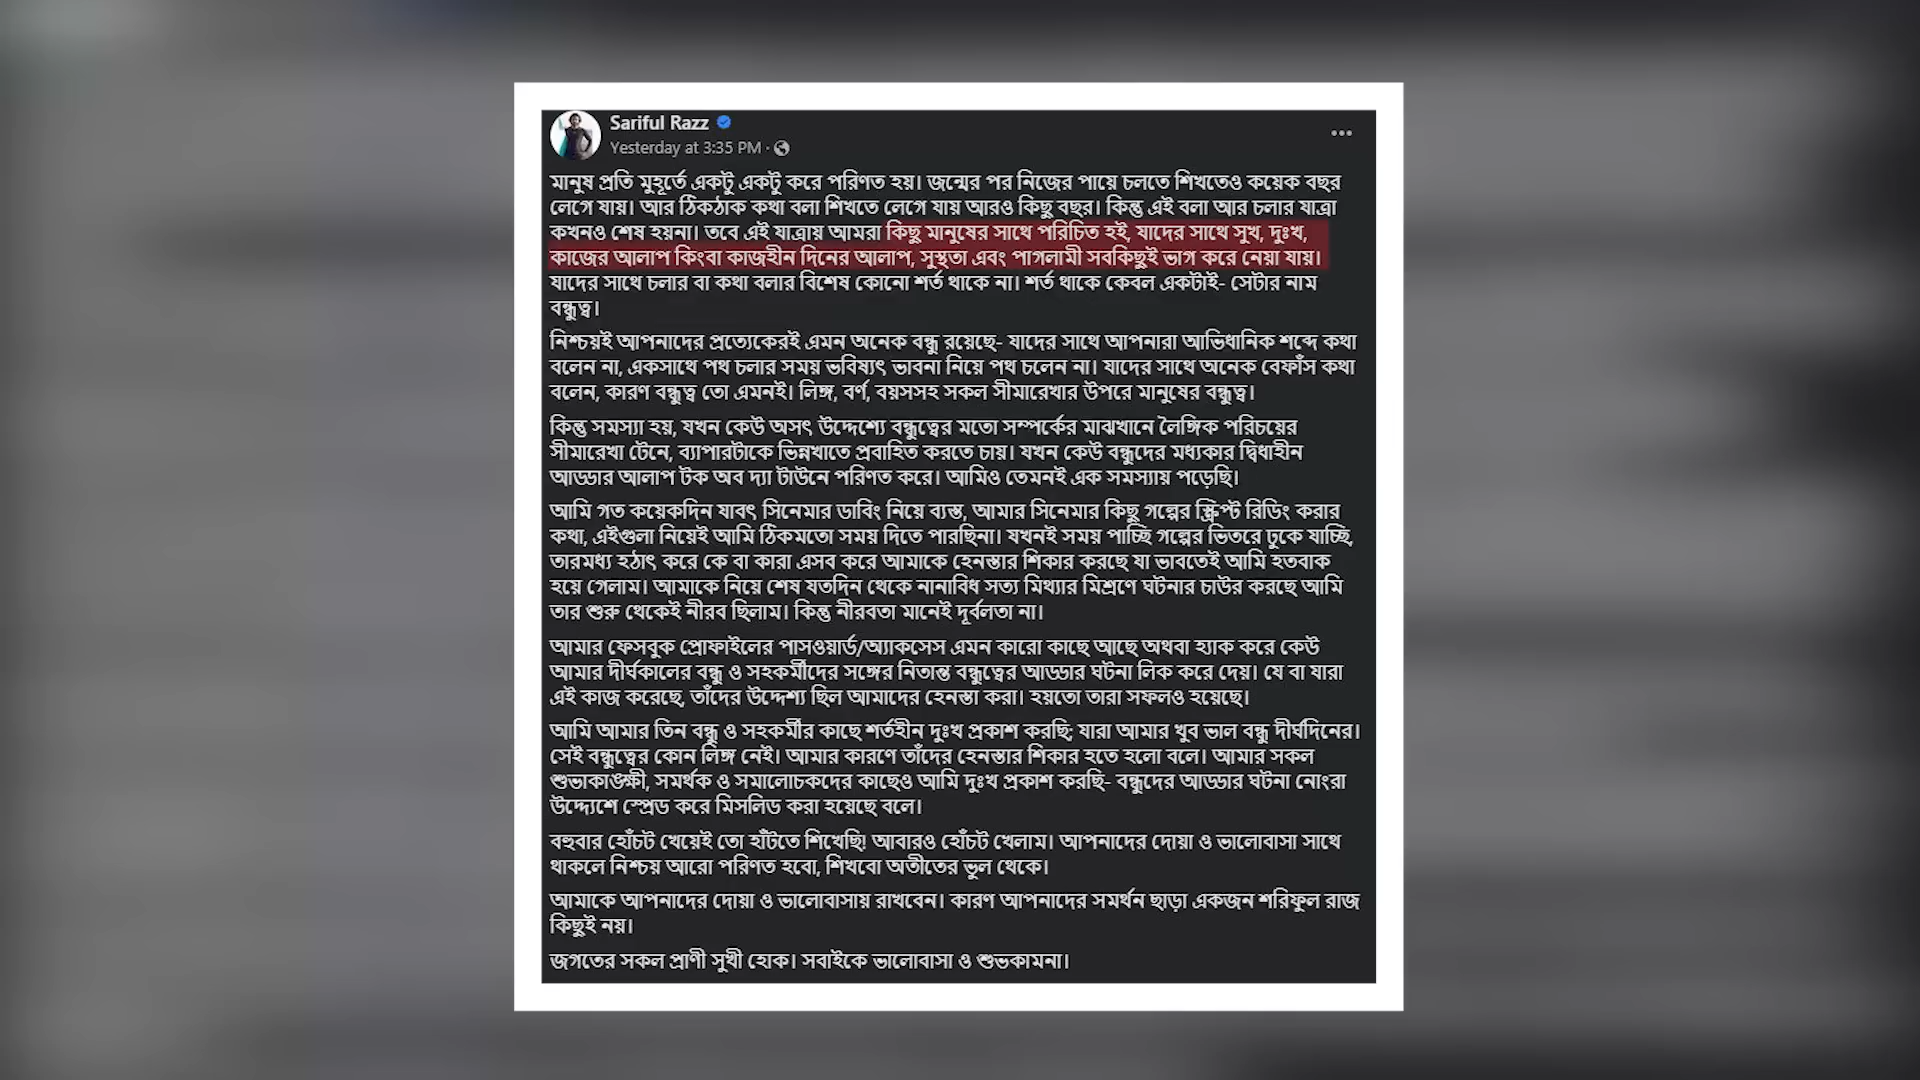 Sariful Razz
Yesterday at 3:35 PM ·
মানুষ প্রতি মুহূর্তে একটু একটু করে পরিণত হয়। জন্মের পর নিজের পায়ে চলতে শিখতেও কয়েক বছর
লেগে যায়। আর ঠিকঠাক কথা বলা শিখতে লেগে যায় আরও কিছু বছর। কিন্তু এই বলা আর চলার যাত্রা
কখনও শেষ হয়না। তবে এই যাত্রায় আমরা কিছু মানুষের সাথে পরিচিত হই, যাদের সাথে সুখ, দুঃখ,
কাজের আলাপ কিংবা কাজহীন দিনের আলাপ, সুস্থতা এবং পাগলামী সবকিছুই ভাগ করে নেয়া যায়।
যাদের সাথে চলার বা কথা বলার বিশেষ কোনো শর্ত থাকে না। শর্ত থাকে কেবল একটাই- সেটার নাম
বন্ধুত্ব।
নিশ্চয়ই আপনাদের প্রত্যেকেরই এমন অনেক বন্ধু রয়েছে- যাদের সাথে আপনারা আভিধানিক শব্দে কথা
বলেন না, একসাথে পথ চলার সময় ভবিষ্যৎ ভাবনা নিয়ে পথ চলেন না। যাদের সাথে অনেক বেফাঁস কথা
বলেন, কারণ বন্ধুত্ব তো এমনই। লিঙ্গ, বর্ণ, বয়সসহ সকল সীমারেখার উপরে মানুষের বন্ধুত্ব।
কিন্তু সমস্যা হয়, যখন কেউ অসৎ উদ্দেশ্যে বন্ধুত্বের মতো সম্পর্কের মাঝখানে লৈঙ্গিক পরিচয়ের
সীমারেখা টেনে, ব্যাপারটাকে ভিন্নখাতে প্রবাহিত করতে চায়। যখন কেউ বন্ধুদের মধ্যকার দ্বিধাহীন
আড্ডার আলাপ টক অব দ্যা টাউনে পরিণত করে। আমিও তেমনই এক সমস্যায় পড়েছি।
আমি গত কয়েকদিন যাবৎ সিনেমার ডাবিং নিয়ে ব্যস্ত, আমার সিনেমার কিছু গল্পের স্ক্রিপ্ট রিডিং করার
কথা, এইগুলা নিয়েই আমি ঠিকমতো সময় দিতে পারছিনা। যখনই সময় পাচ্ছি গল্পের ভিতরে ঢুকে যাচ্ছি,
তারমধ্য হঠাৎ করে কে বা কারা এসব করে আমাকে হেনস্তার শিকার করছে যা ভাবতেই আমি হতবাক
হয়ে গেলাম। আমাকে নিয়ে শেষ যতদিন থেকে নানাবিধ সত্য মিথ্যার মিশ্রণে ঘটনার চাউর করছে আমি
তার শুরু থেকেই নীরব ছিলাম। কিন্তু নীরবতা মানেই দূর্বলতা না।
আমার ফেসবুক প্রোফাইলের পাসওয়ার্ড/অ্যাকসেস এমন কারো কাছে আছে অথবা হ্যাক করে কেউ
আমার দীর্ঘকালের বন্ধু ও সহকর্মীদের সঙ্গের নিতান্ত বন্ধুত্বের আড্ডার ঘটনা লিক করে দেয়। যে বা যারা
এই কাজ করেছে, তাঁদের উদ্দেশ্য ছিল আমাদের হেনস্তা করা। হয়তো তারা সফলও হয়েছে।
আমি আমার তিন বন্ধু ও সহকর্মীর কাছে শর্তহীন দুঃখ প্রকাশ করছি; যারা আমার খুব ভাল বন্ধু দীর্ঘদিনের।
সেই বন্ধুত্বের কোন লিঙ্গ নেই। আমার কারণে তাঁদের হেনস্তার শিকার হতে হলো বলে। আমার সকল
শুভাকাঙ্ক্ষী, সমর্থক ও সমালোচকদের কাছেও আমি দুঃখ প্রকাশ করছি- বন্ধুদের আড্ডার ঘটনা নোংরা
উদ্দ্যেশে স্প্রেড করে মিসলিড করা হয়েছে বলে।
বহুবার হোঁচট খেয়েই তো হাঁটতে শিখেছি! আবারও হোঁচট খেলাম। আপনাদের দোয়া ও ভালোবাসা সাথে
থাকলে নিশ্চয় আরো পরিণত হবো, শিখবো অতীতের ভুল থেকে।
আমাকে আপনাদের দোয়া ও ভালোবাসায় রাখবেন। কারণ আপনাদের সমর্থন ছাড়া একজন শরিফুল রাজ
কিছুই নয়।
জগতের সকল প্রাণী সুখী হোক। সবাইকে ভালোবাসা ও শুভকামনা।